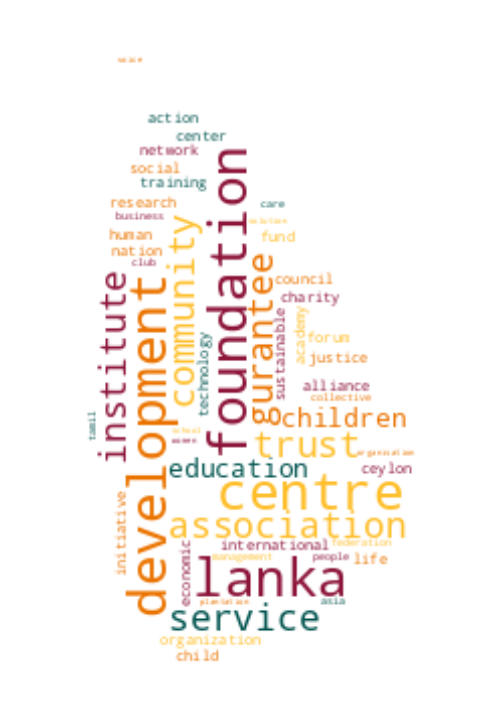 voice
action
center
network
social
training
research
care
business
foundation
solution
community
human
fund
nation
gurantee
club
institute
development
council
charity
sustainable
academy
forum
technology
justice
alliance
collective
tamil
children
school
women
trust
organisation
education
ceylon
centre
initiative
association
economic
international
federation
management
people
life
lanka
plantation
asia
service
organization
child